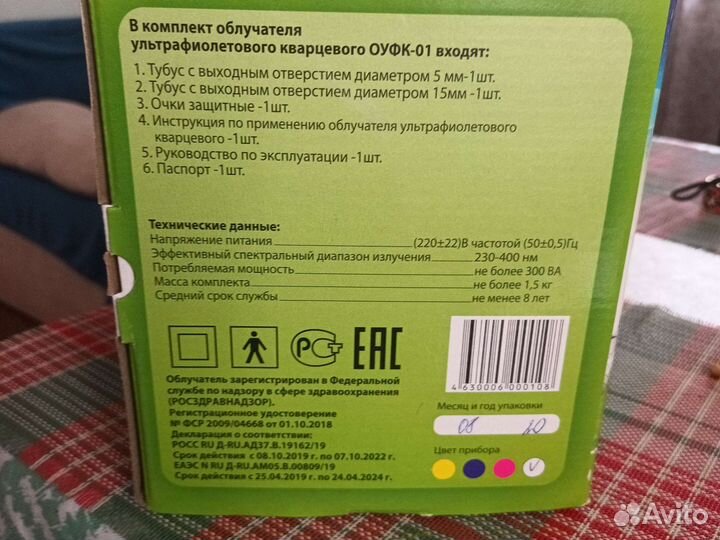 В комплект облучателя
ультрафиолетового кварцевого ОУФК-01 входят:
1. Тубус с выходным отверстием диаметром 5 мм-1шт.
2. Тубус с выходным отверстием диаметром 15мм -1шт.
3. Очки защитные -1шт.
4. Инструкция по применению облучателя ультрафиолетового
кварцевого -1шт.
5. Руководство по эксплуатации -1шт.
6. Паспорт -1шт.
Технические данные:
Напряжение питания (220±22)В частотой (50±0,5)Гц
Эффективный спектральный диапазон излучения 230-400 нм
Потребляемая мощность не более 300 ВА
Масса комплекта не более 1,5 кг
Средний срок службы не менее 8 лет
РСТ ЕАС
Облучатель зарегистрирован в Федеральной
службе по надзору в сфере здравоохранения
(РОСЗДРАВНАДЗОР).
Регистрационное удостоверение
№ ФСР 2009/04668 от 01.10.2018
Декларация о соответствии:
РОСС RU Д-RU.АД37.В.19162/19
Срок действия с 08.10.2019 г. по 07.10.2022 г.
ЕАЭС N RU Д-RU.АМ05.В.00809/19
Срок действия с 25.04.2019 г. по 24.04.2024 г.
4 630006 000108
Месяц и год упаковки
08 20
Цвет прибора
Avito